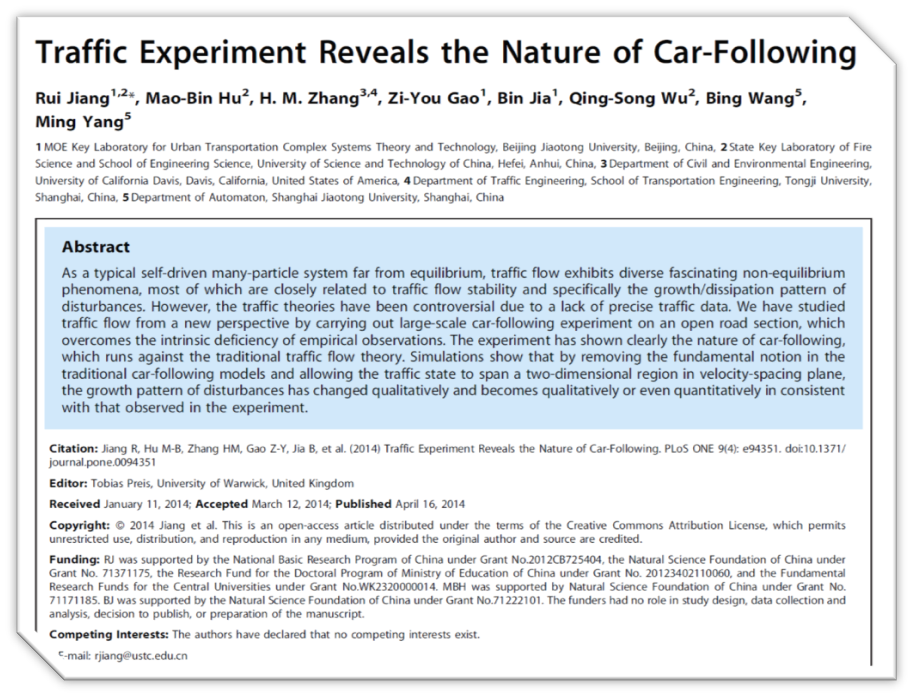 Traffic Experiment Reveals the Nature of Car-Following
Rui Jiang1,2*, Mao-Bin Hu2, H. M. Zhang3,4, Zi-You Gao1, Bin Jia1, Qing-Song Wu2, Bing Wang5,
Ming Yang5
1 MOE Key Laboratory for Urban Transportation Complex Systems Theory and Technology, Beijing Jiaotong University, Beijing, China, 2 State Key Laboratory of Fire
Science and School of Engineering Science, University of Science and Technology of China, Hefei, Anhui, China, 3 Department of Civil and Environmental Engineering,
University of California Davis, Davis, California, United States of America, 4 Department of Traffic Engineering, School of Transportation Engineering, Tongji University,
Shanghai, China, 5 Department of Automaton, Shanghai Jiaotong University, Shanghai, China
Abstract
As a typical self-driven many-particle system far from equilibrium, traffic flow exhibits diverse fascinating non-equilibrium
phenomena, most of which are closely related to traffic flow stability and specifically the growth/dissipation pattern of
disturbances. However, the traffic theories have been controversial due to a lack of precise traffic data. We have studied
traffic flow from a new perspective by carrying out large-scale car-following experiment on an open road section, which
overcomes the intrinsic deficiency of empirical observations. The experiment has shown clearly the nature of car-following,
which runs against the traditional traffic flow theory. Simulations show that by removing the fundamental notion in the
traditional car-following models and allowing the traffic state to span a two-dimensional region in velocity-spacing plane,
the growth pattern of disturbances has changed qualitatively and becomes qualitatively or even quantitatively in consistent
with that observed in the experiment.
Citation: Jiang R, Hu M-B, Zhang HM, Gao Z-Y, Jia B, et al. (2014) Traffic Experiment Reveals the Nature of Car-Following. PLoS ONE 9(4): e94351. doi:10.1371/
journal.pone.0094351
Editor: Tobias Preis, University of Warwick, United Kingdom
Received January 11, 2014; Accepted March 12, 2014; Published April 16, 2014
Copyright: © 2014 Jiang et al. This is an open-access article distributed under the terms of the Creative Commons Attribution License, which permits
unrestricted use, distribution, and reproduction in any medium, provided the original author and source are credited.
Funding: RJ was supported by the National Basic Research Program of China under Grant No.2012CB725404, the Natural Science Foundation of China under
Grant No. 71371175, the Research Fund for the Doctoral Program of Ministry of Education of China under Grant No. 20123402110060, and the Fundamental
Research Funds for the Central Universities under Grant No.WK2320000014. MBH was supported by Natural Science Foundation of China under Grant No.
71171185. BJ was supported by the Natural Science Foundation of China under Grant No.71222101. The funders had no role in study design, data collection and
analysis, decision to publish, or preparation of the manuscript.
Competing Interests: The authors have declared that no competing interests exist.
E-mail: rjiang@ustc.edu.cn